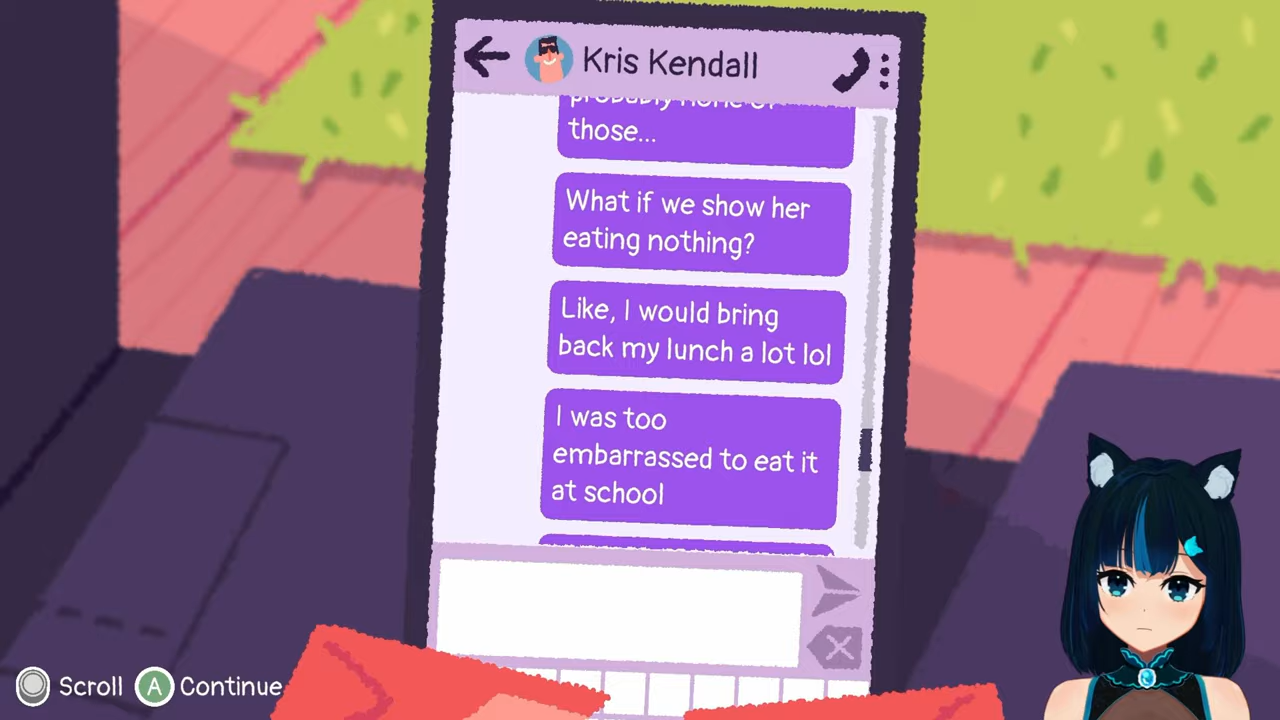 Kris Kendall
those...
What if we show her
eating nothing?
Like, I would bring
back my lunch a lot lol
I was too
embarrassed to eat it
at school
Scroll
A
Continue